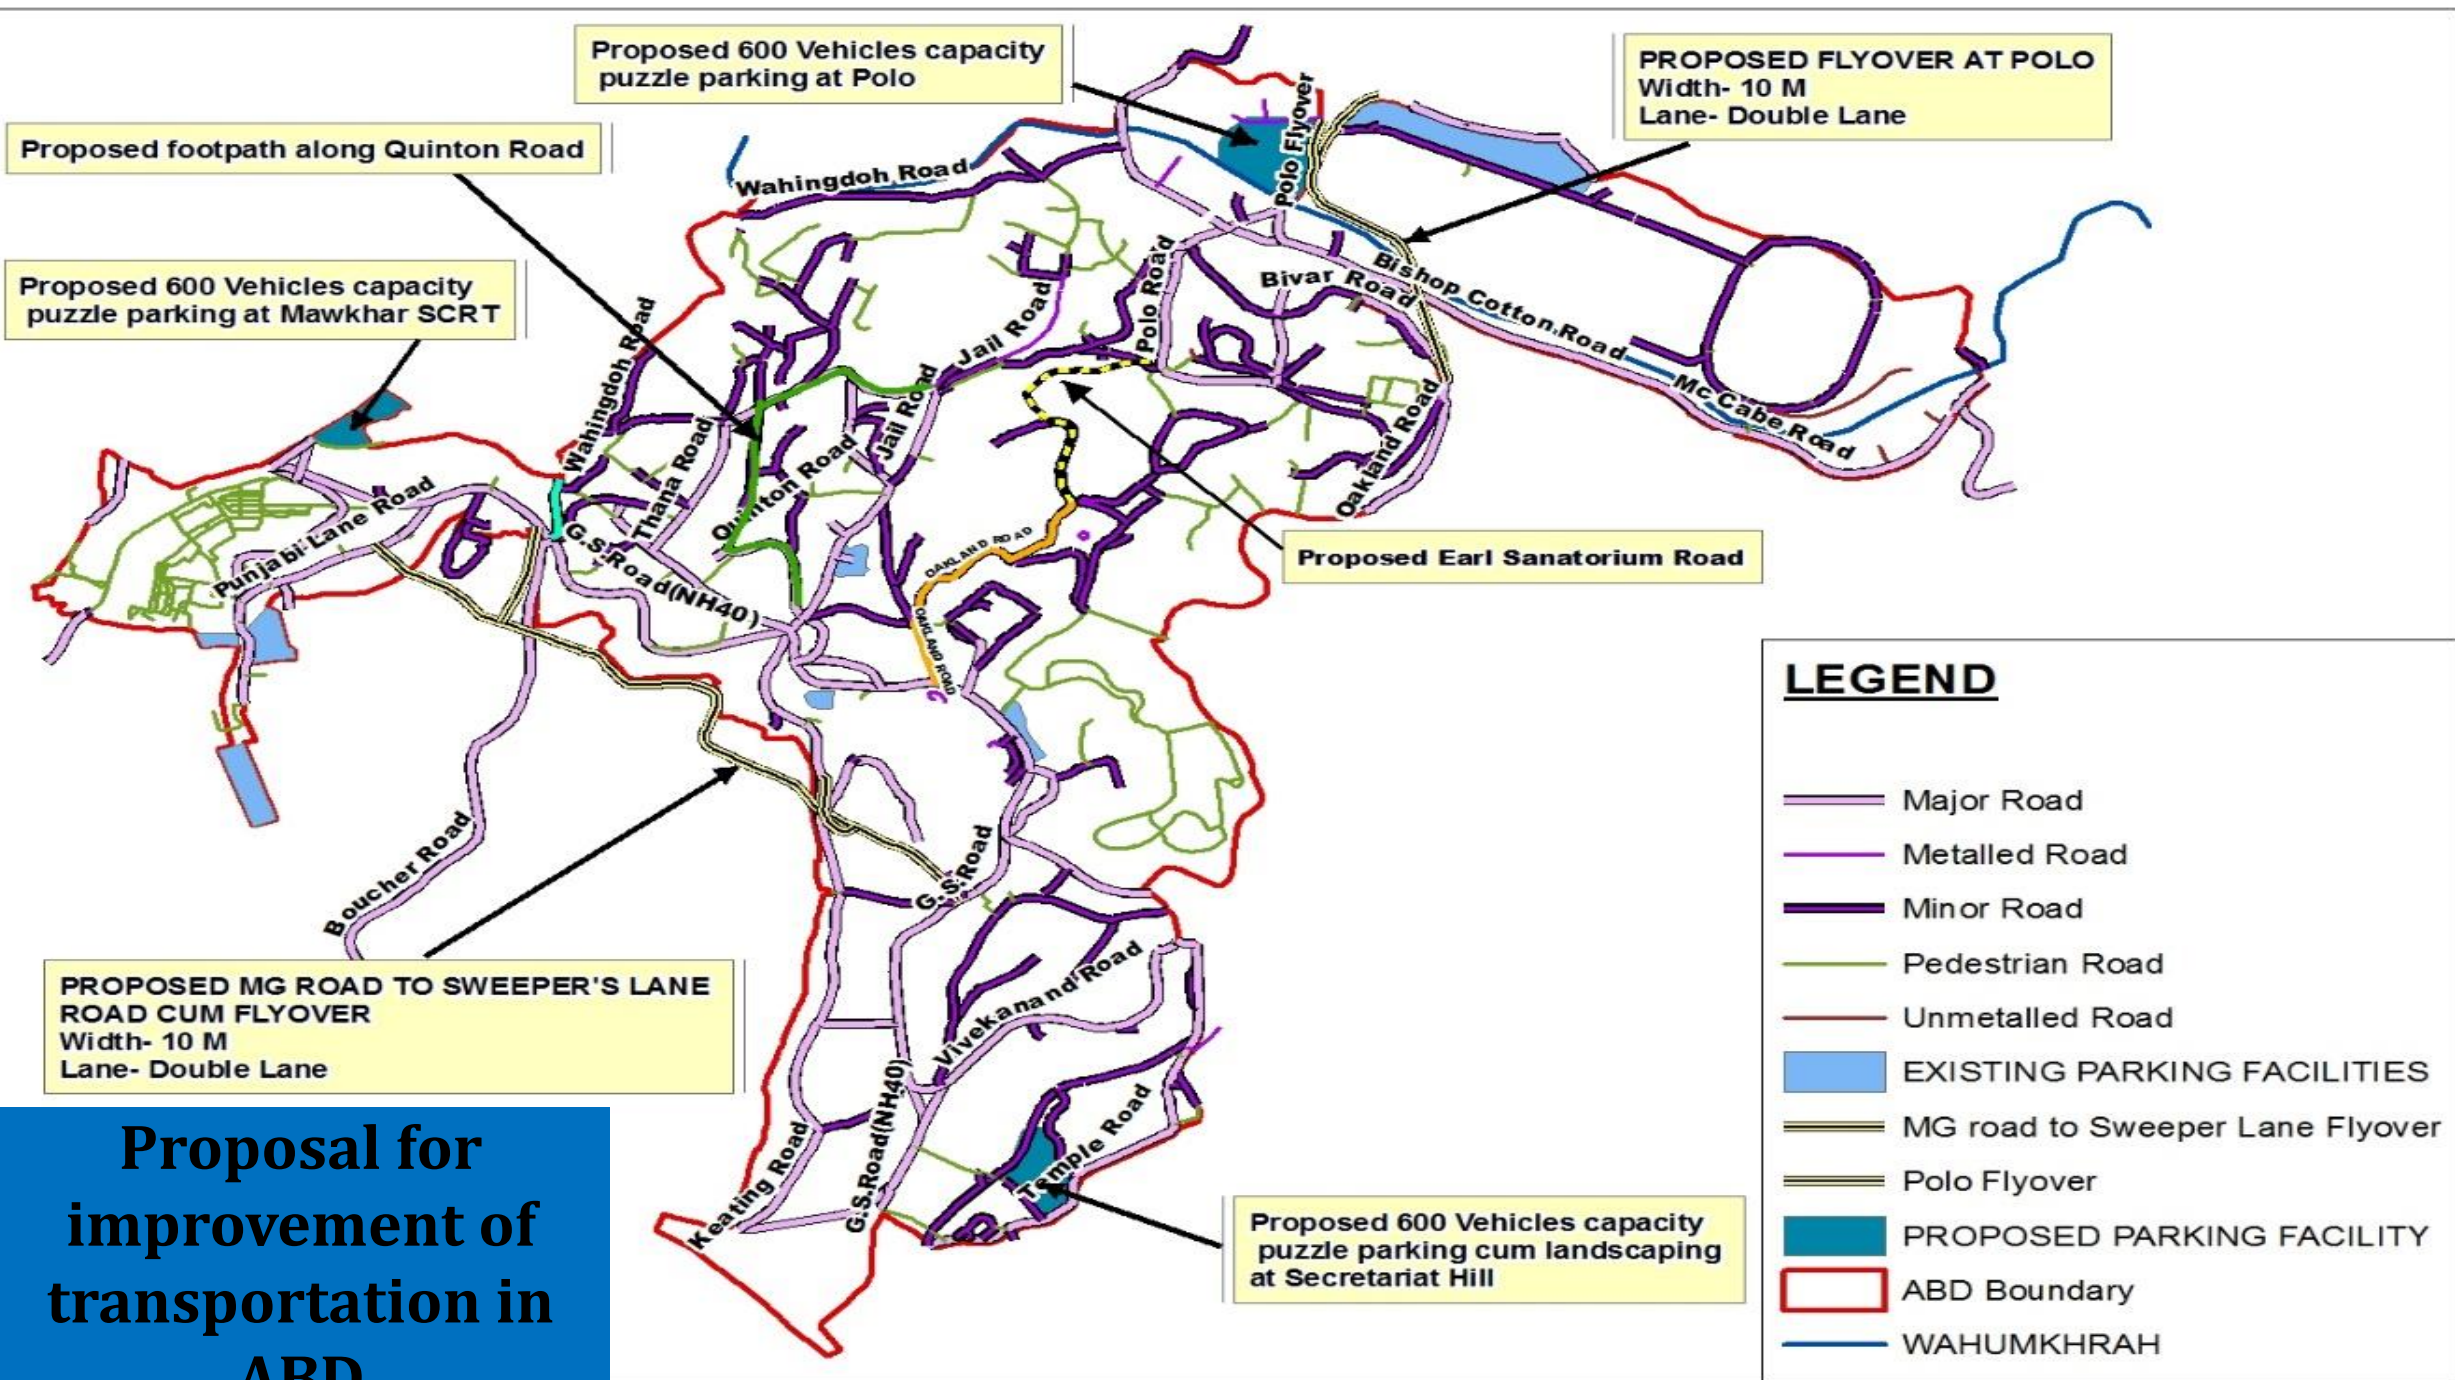 Proposed 600 Vehicles capacity
puzzle parking at Polo
PROPOSED FLYOVER AT POLO
Width- 10 M
Lane- Double Lane
Proposed footpath along Quinton Road
Proposed 600 Vehicles capacity
puzzle parking at Mawkhar SCRT
Polo Flyover
Wahingdoh Road
Polo Road
Bivar Road
Bishop Cotton Road
Jail Road
Wahingdoh Road
Mc Cabe Road
Jail Road
Thana Road
Quinton Road
Oakland Road
Punjabi Lane Road
G.S.Road(NH40)
OAKLAND ROAD
OAKLAND ROAD
Proposed Earl Sanatorium Road
Boucher Road
G.S.Road
PROPOSED MG ROAD TO SWEEPER'S LANE
ROAD CUM FLYOVER
Width- 10 M
Lane- Double Lane
Vivekanand Road
G.S.Road(NH40)
Keating Road
Temple Road
Proposed 600 Vehicles capacity
puzzle parking cum landscaping
at Secretariat Hill
LEGEND
Major Road
Metalled Road
Minor Road
Pedestrian Road
Unmetalled Road
EXISTING PARKING FACILITIES
MG road to Sweeper Lane Flyover
Polo Flyover
PROPOSED PARKING FACILITY
ABD Boundary
WAHUMKHRAH
Proposal for
improvement of
transportation in
ABD